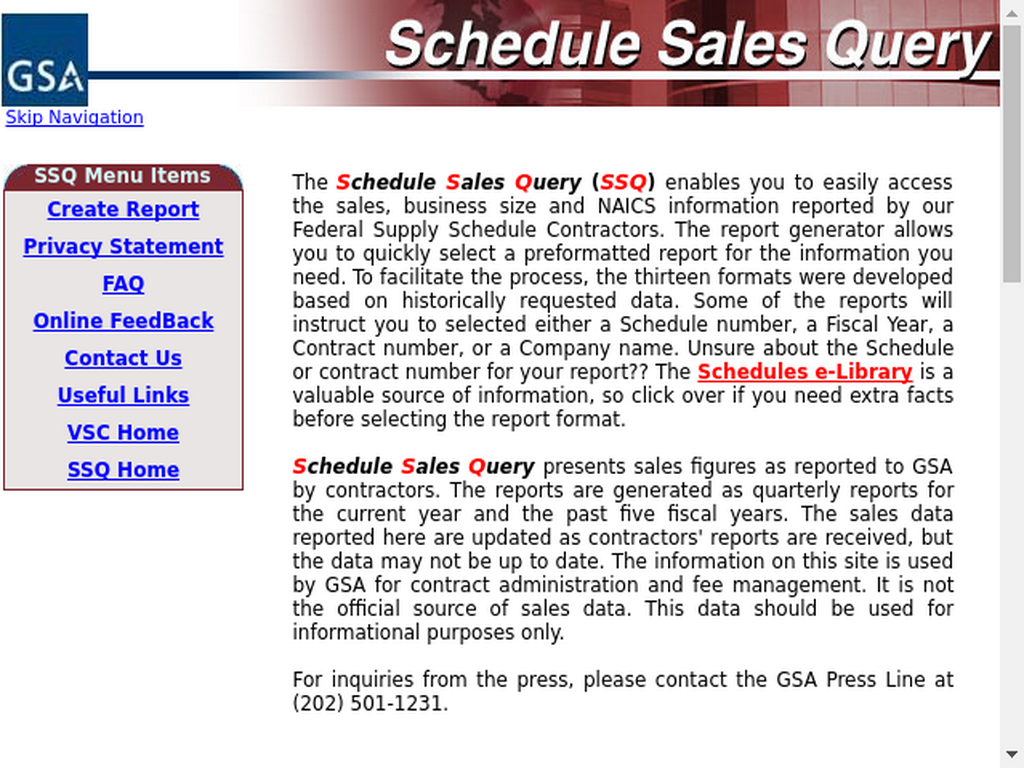 GSA
Schedule Sales Query
Skip Navigation
SSQ Menu Items
Create Report
Privacy Statement
FAQ
Online FeedBack
Contact Us
Useful Links
VSC Home
SSQ Home
The Schedule Sales Query (SSQ) enables you to easily access
the sales, business size and NAICS information reported by our
Federal Supply Schedule Contractors. The report generator allows
you to quickly select a preformatted report for the information you
need. To facilitate the process, the thirteen formats were developed
based on historically requested data. Some of the reports will
instruct you to selected either a Schedule number, a Fiscal Year, a
Contract number, or a Company name. Unsure about the Schedule
or contract number for your report?? The Schedules e-Library is a
valuable source of information, so click over if you need extra facts
before selecting the report format.
Schedule Sales Query presents sales figures as reported to GSA
by contractors. The reports are generated as quarterly reports for
the current year and the past five fiscal years. The sales data
reported here are updated as contractors' reports are received, but
the data may not be up to date. The information on this site is used
by GSA for contract administration and fee management. It is not
the official source of sales data. This data should be used for
informational purposes only.
For inquiries from the press, please contact the GSA Press Line at
(202) 501-1231.